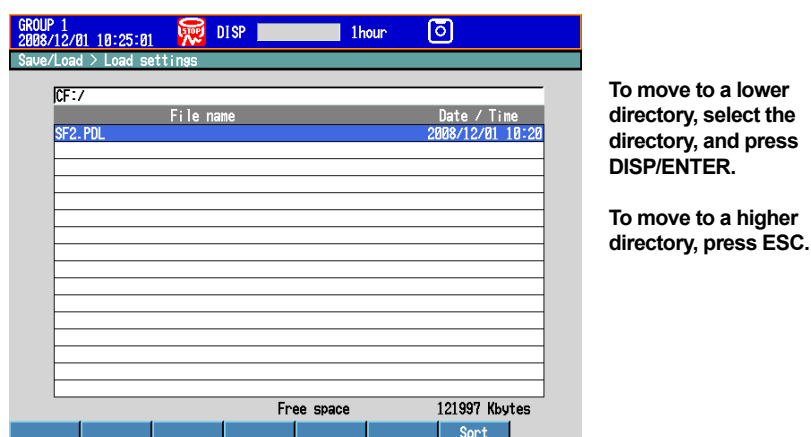 GROUP 1
2008/12/01 10:25:01
STOP
DISP
1hour
Save/Load > Load settings
CF:/
File name Date / Time
SF2.PDL 2008/12/01 10:20
Free space 121997 Kbytes
Sort
To move to a lower
directory, select the
directory, and press
DISP/ENTER.
To move to a higher
directory, press ESC.